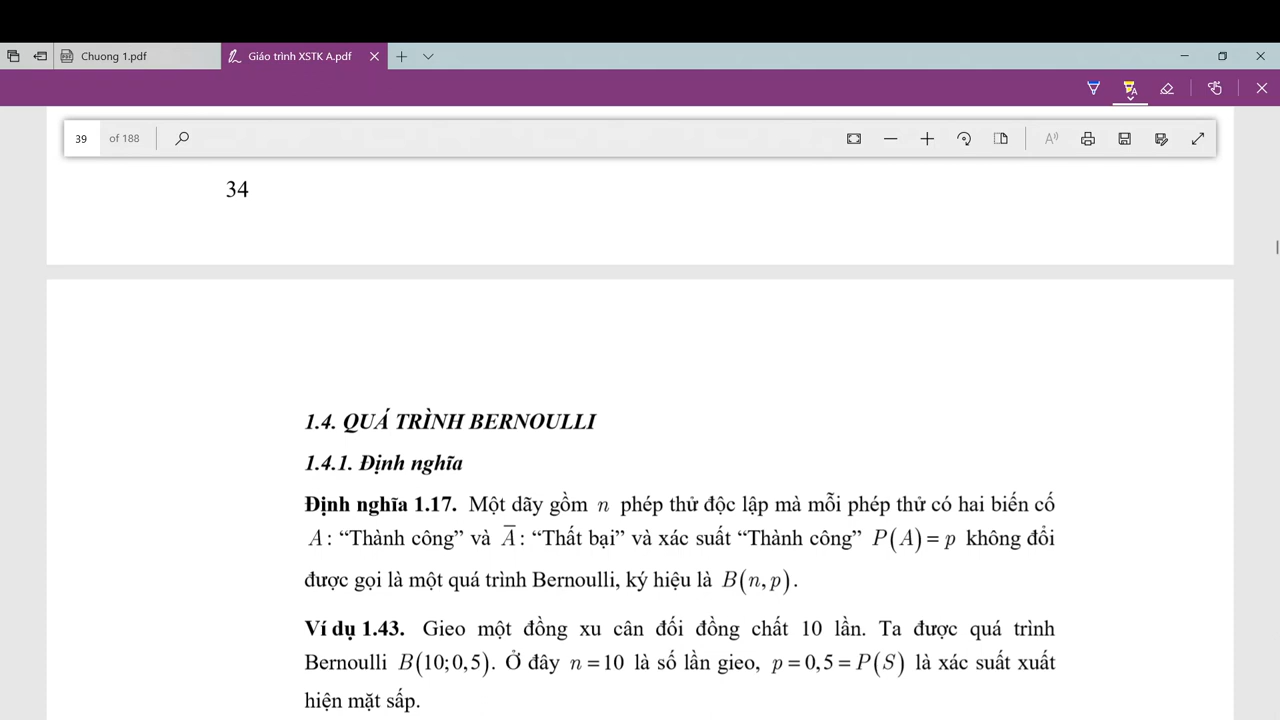 Chuong 1.pdf
Giáo trình XSTK A.pdf
39 of 188
34
1.4. QUÁ TRÌNH BERNOULLI
1.4.1. Định nghĩa
Định nghĩa 1.17. Một dãy gồm n phép thử độc lập mà mỗi phép thử có hai biến cố
A: “Thành công” và A̅: “Thất bại” và xác suất “Thành công” P(A) = p không đổi
được gọi là một quá trình Bernoulli, ký hiệu là B(n, p).
Ví dụ 1.43. Gieo một đồng xu cân đối đồng chất 10 lần. Ta được quá trình
Bernoulli B(10;0,5). Ở đây n = 10 là số lần gieo, p = 0,5 = P(S) là xác suất xuất
hiện mặt sấp.